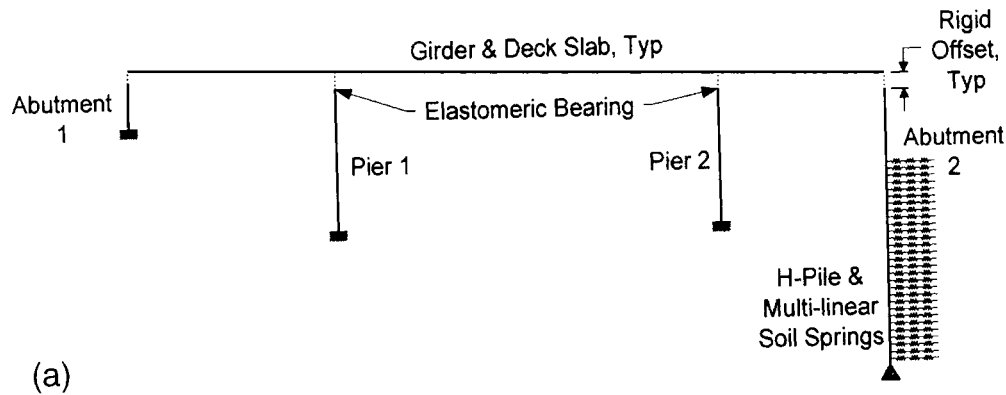 Girder & Deck Slab, Typ
Rigid
Offset,
Typ
Abutment
1
Elastomeric Bearing
Abutment
2
Pier 1
Pier 2
H-Pile &
Multi-linear
Soil Springs
(a)